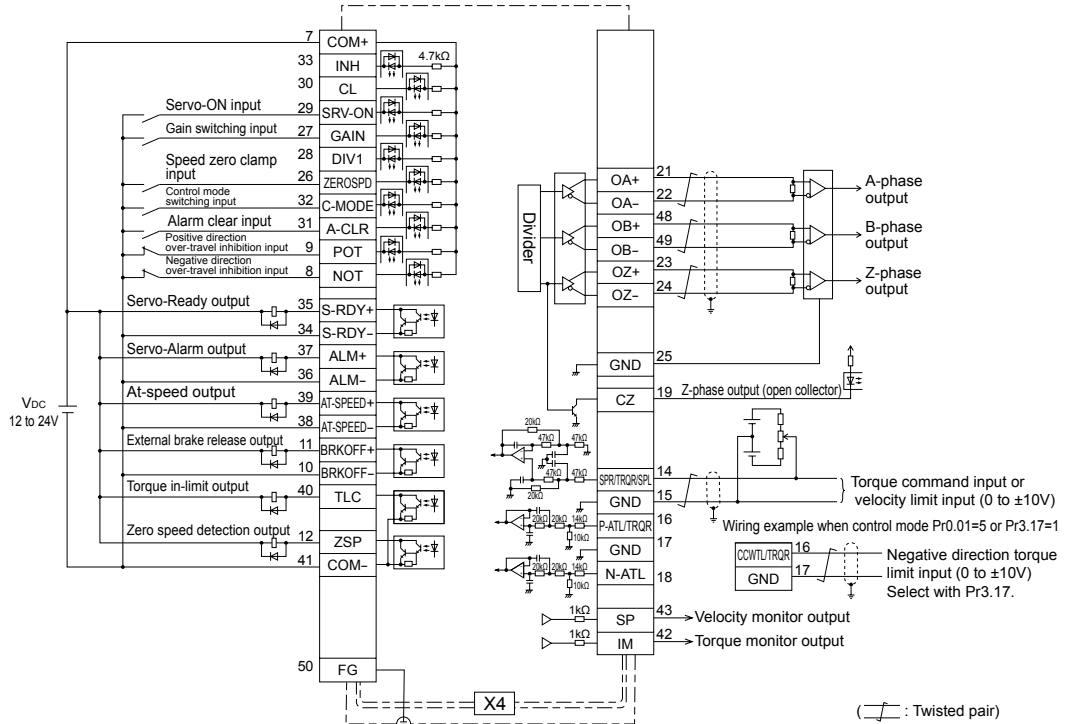 7 COM+
33 INH 4.7kΩ
30 CL
Servo-ON input 29 SRV-ON
Gain switching input 27 GAIN
28 DIV1
Speed zero clamp
input 26 ZEROSPD
Control mode
switching input 32 C-MODE
Alarm clear input 31 A-CLR
Positive direction
over-travel inhibition input 9 POT
Negative direction
over-travel inhibition input 8 NOT
Servo-Ready output 35 S-RDY+
34 S-RDY−
Servo-Alarm output 37 ALM+
36 ALM−
At-speed output 39 AT-SPEED+
38 AT-SPEED−
VDC
12 to 24V
External brake release output 11 BRKOFF+
10 BRKOFF−
Torque in-limit output 40 TLC
Zero speed detection output 12 ZSP
41 COM−
50 FG
X4
Divider
OA+ 21
OA− 22
A-phase
output
OB+ 48
OB− 49
B-phase
output
OZ+ 23
OZ− 24
Z-phase
output
GND 25
CZ 19 Z-phase output (open collector)
20kΩ
47kΩ 47kΩ
47kΩ 47kΩ
20kΩ
SPR/TRQR/SPL 14
GND 15
Torque command input or
velocity limit input (0 to ±10V)
20kΩ 20kΩ 14kΩ
10kΩ
P-ATL/TRQR 16
GND 17
20kΩ 20kΩ 14kΩ
10kΩ
N-ATL 18
Wiring example when control mode Pr0.01=5 or Pr3.17=1
CCWTL/TRQR 16
GND 17
Negative direction torque
limit input (0 to ±10V)
Select with Pr3.17.
1kΩ SP 43 Velocity monitor output
1kΩ IM 42 Torque monitor output
( : Twisted pair)